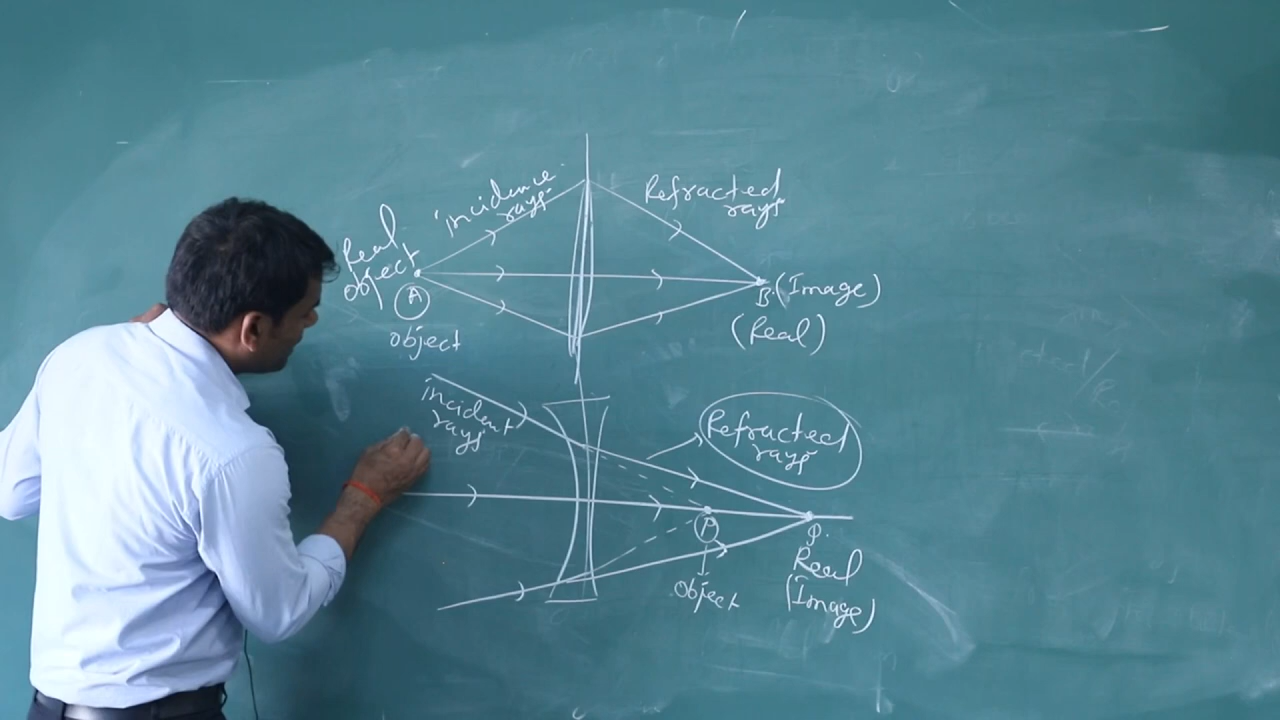 Real
object
A
object
incidence
rays
Refracted
rays
B (Image)
(Real)
incident
rays
Refracted
rays
A
object
B
Real
(Image)